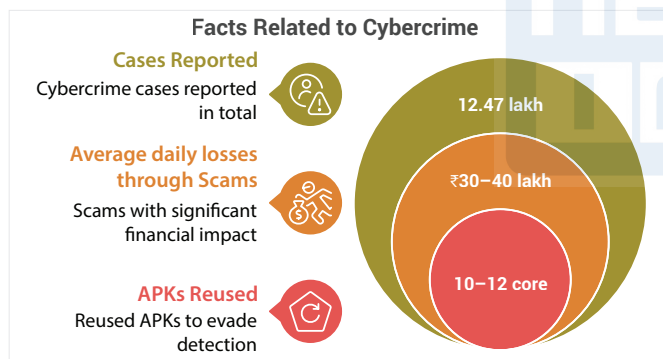 Facts Related to Cybercrime
Cases Reported
Cybercrime cases reported
in total
12.47 lakh
Average daily losses
through Scams
Scams with significant
financial impact
₹30–40 lakh
APKs Reused
Reused APKs to evade
detection
10–12 core